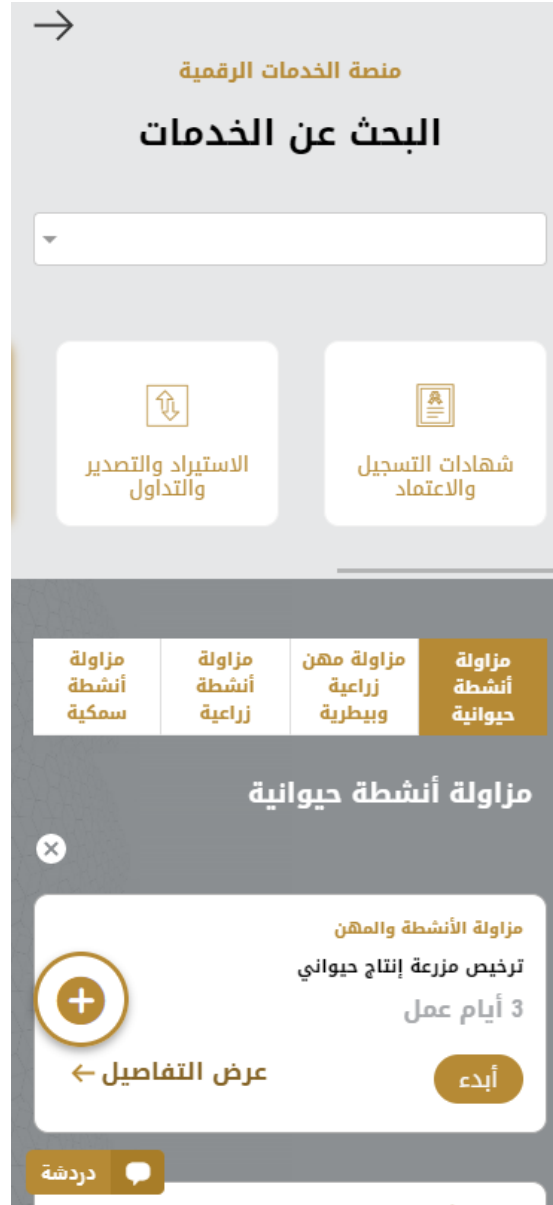 منصة الخدمات الرقمية
البحث عن الخدمات
شهادات التسجيل
والاعتماد
الاستيراد والتصدير
والتداول
مزاولة
أنشطة
حيوانية
مزاولة مهن
زراعية
وبيطرية
مزاولة
أنشطة
زراعية
مزاولة
أنشطة
سمكية
مزاولة أنشطة حيوانية
مزاولة الأنشطة والمهن
ترخيص مزرعة إنتاج حيواني
3 أيام عمل
أبدء
عرض التفاصيل
دردشة